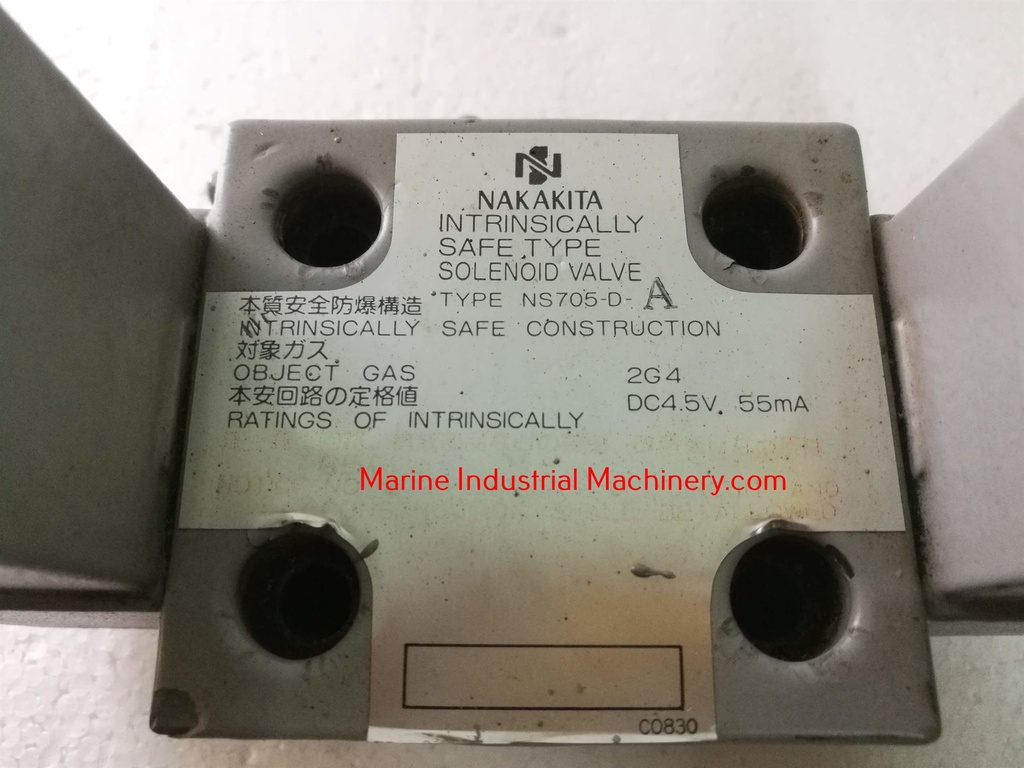 NAKAKITA
INTRINSICALLY
SAFE TYPE
SOLENOID VALVE
TYPE NS705-D-A
本質安全防爆構造
INTRINSICALLY SAFE CONSTRUCTION
対象ガス
OBJECT GAS 2G4
本安回路の定格値
RATINGS OF INTRINSICALLY DC4.5V. 55mA
Marine Industrial Machinery.com
C0830